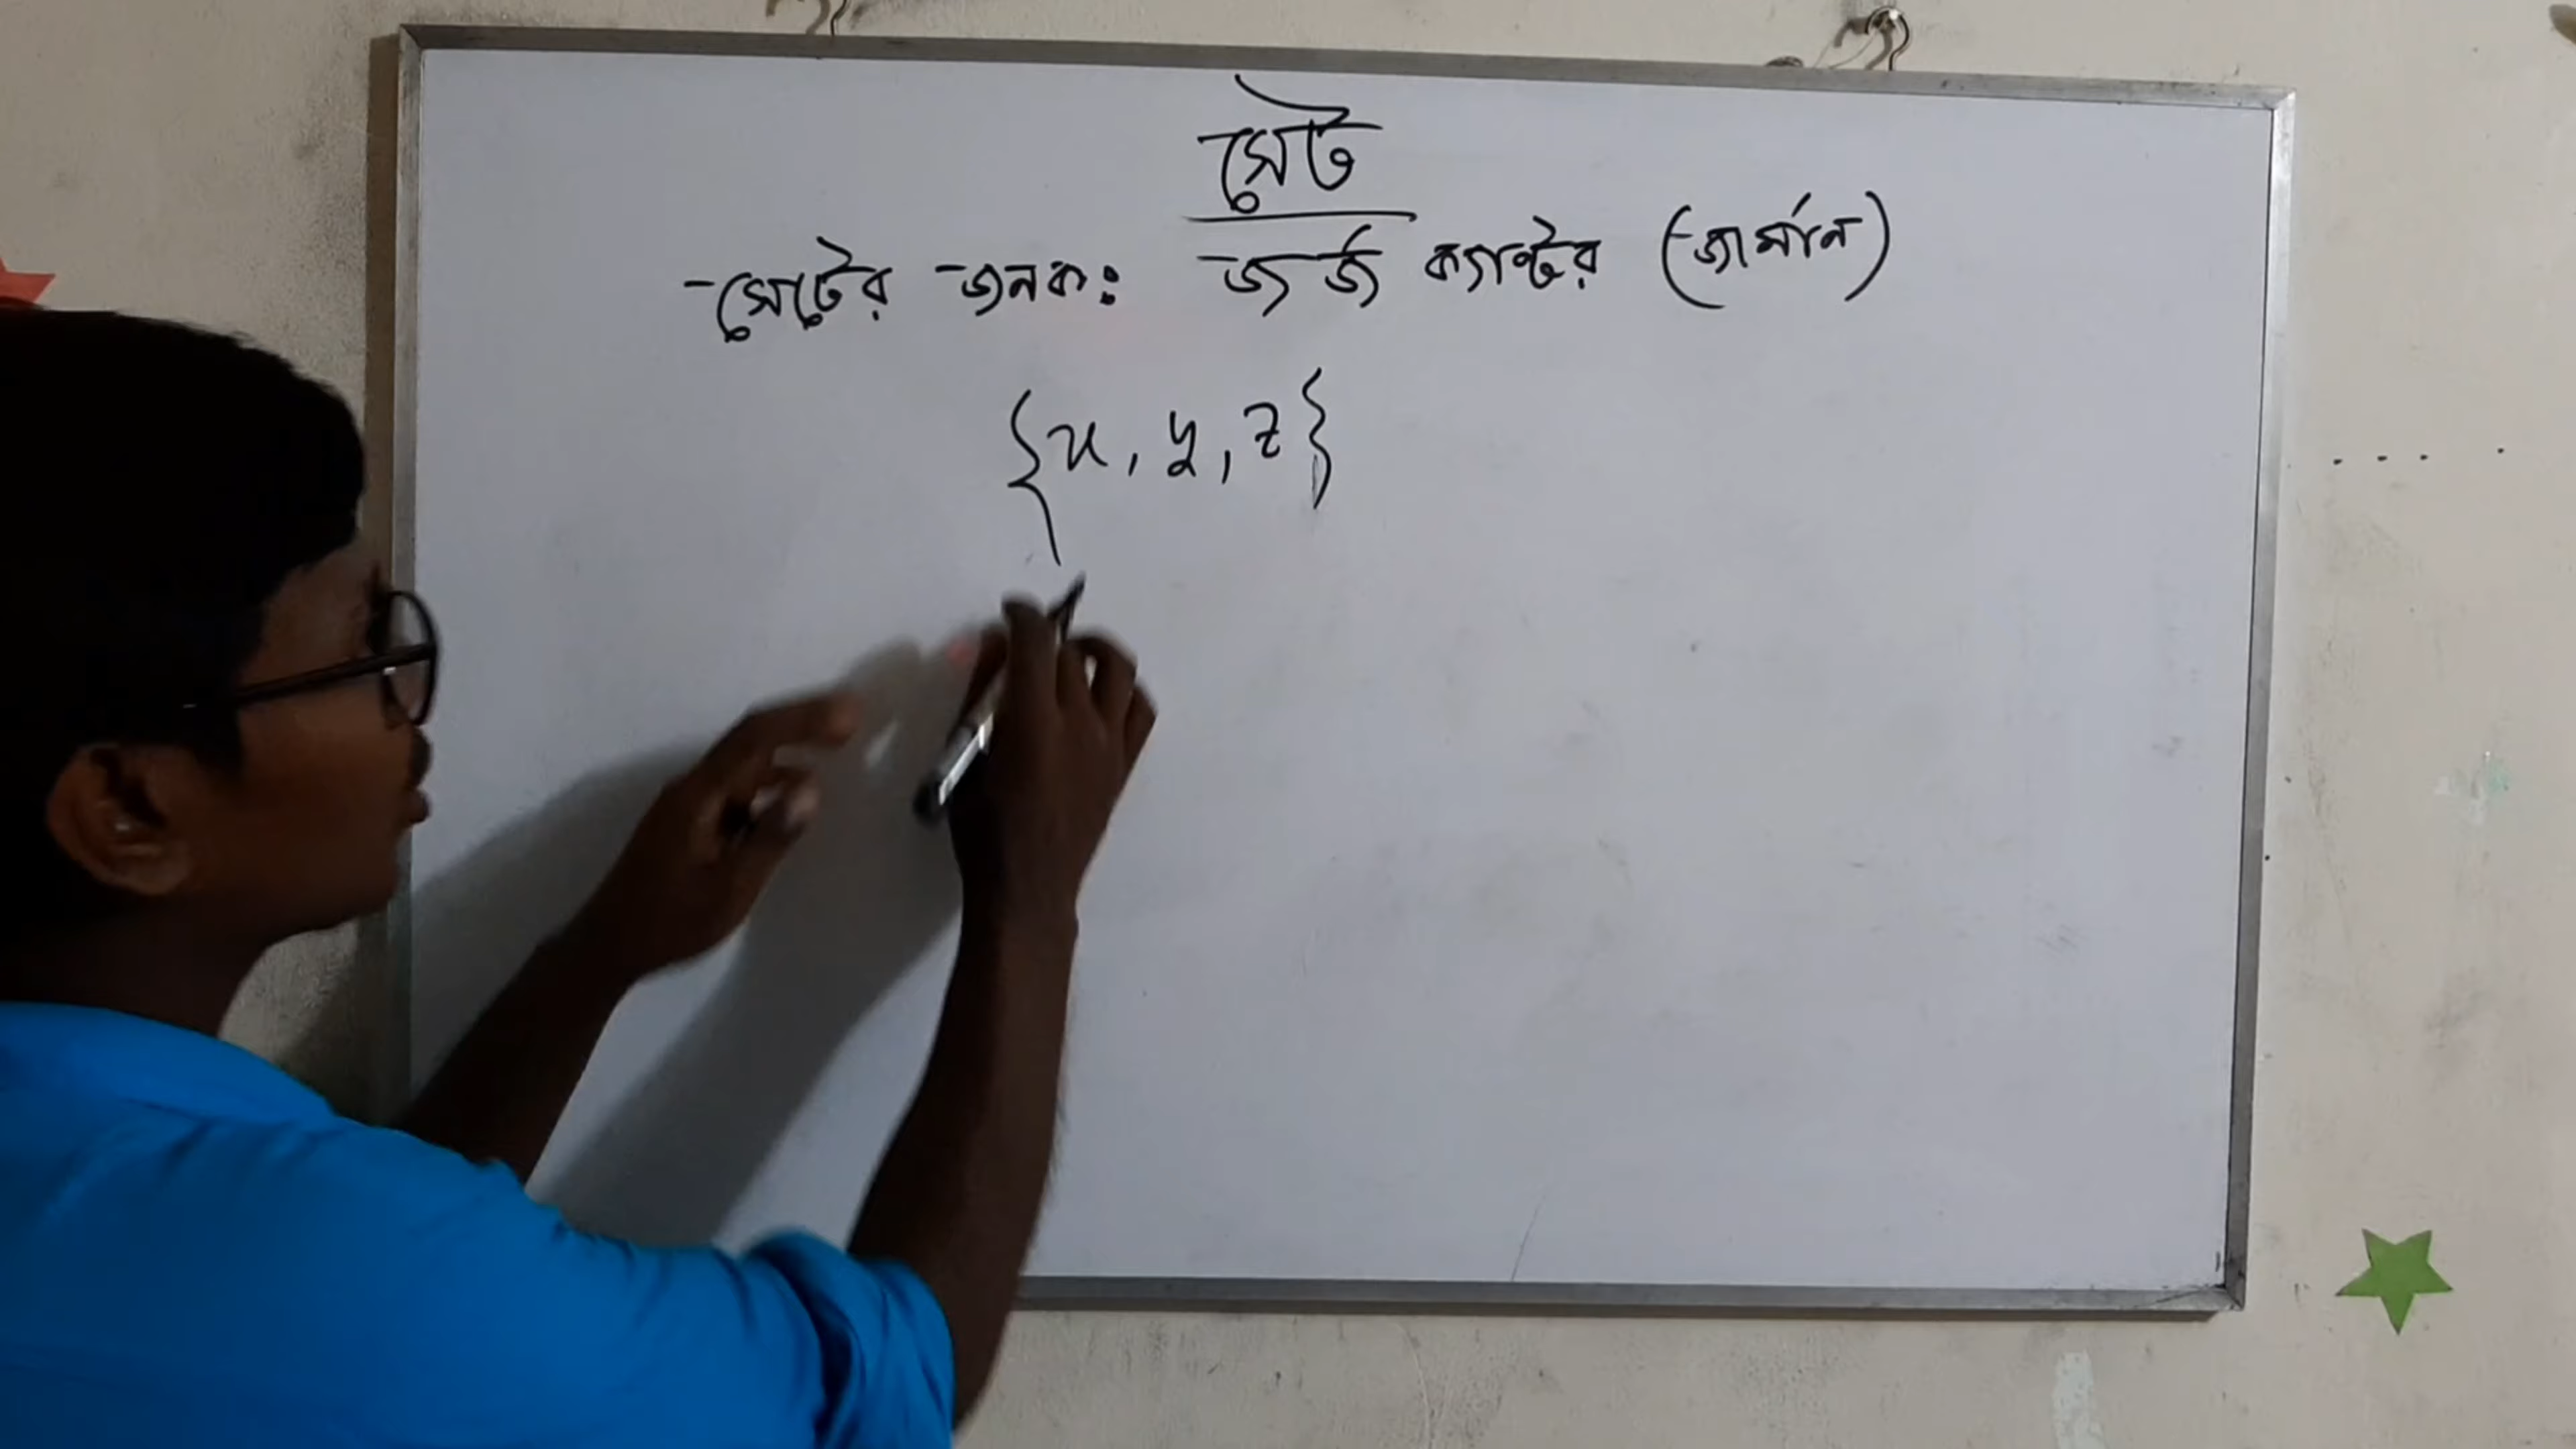 সেট
সেটের জনক: জর্জ ক্যান্টর (জার্মান)
{x, y, z}